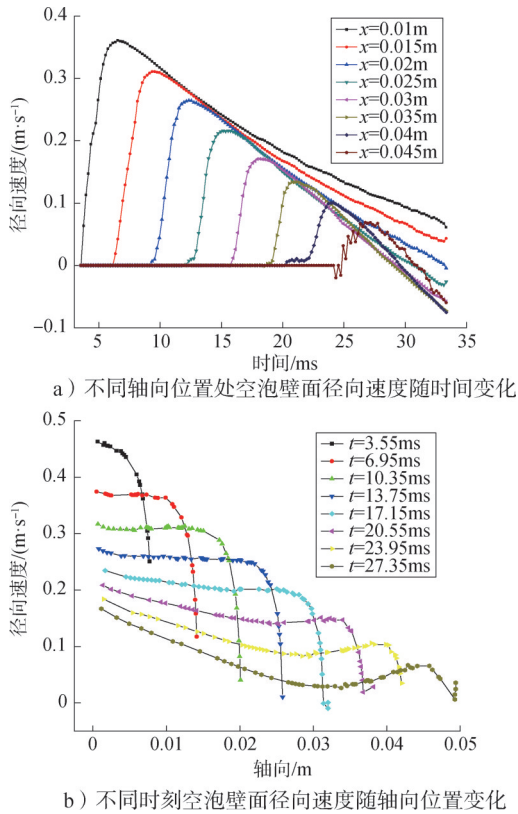 0.4
x=0.01m
x=0.015m
x=0.02m
x=0.025m
x=0.03m
x=0.035m
x=0.04m
x=0.045m
0.3
0.2
0.1
0
−0.1
径向速度/(m·s⁻¹)
5 10 15 20 25 30 35
时间/ms
a）不同轴向位置处空泡壁面径向速度随时间变化
0.5
t=3.55ms
t=6.95ms
t=10.35ms
t=13.75ms
t=17.15ms
t=20.55ms
t=23.95ms
t=27.35ms
0.4
0.3
0.2
0.1
0
径向速度/(m·s⁻¹)
0 0.01 0.02 0.03 0.04 0.05
轴向/m
b）不同时刻空泡壁面径向速度随轴向位置变化